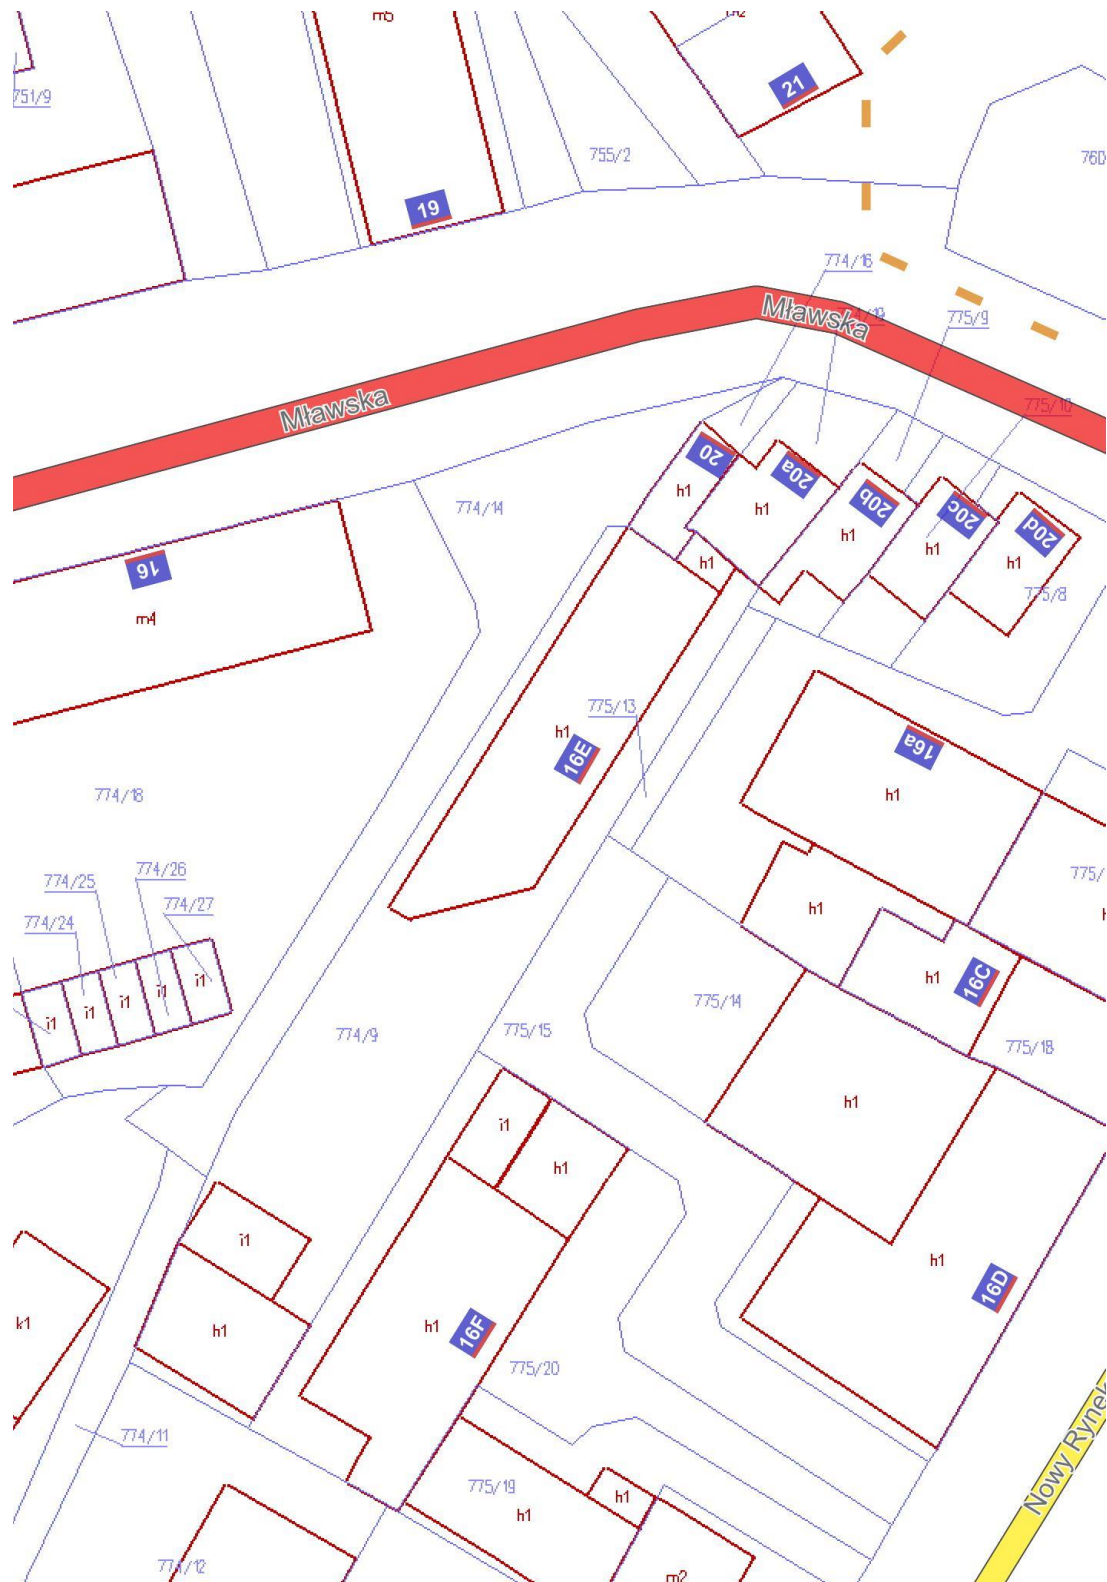 m5
21
751/9
755/2
760
19
774/16
Mławska
775/9
Mławska
775/10
20
20a
20b
20c
20d
h1
774/14
h1
h1
h1
h1
h1
16
m4
775/8
775/13
h1
16E
16a
h1
774/18
774/26
774/25
774/27
774/24
775/
h1
h1
16C
i1
i1
i1
i1
i1
774/9
775/15
775/14
775/18
h1
i1
h1
i1
h1
16D
k1
h1
h1
16F
775/20
774/11
Nowy Rynek
775/19
h1
h1
m2